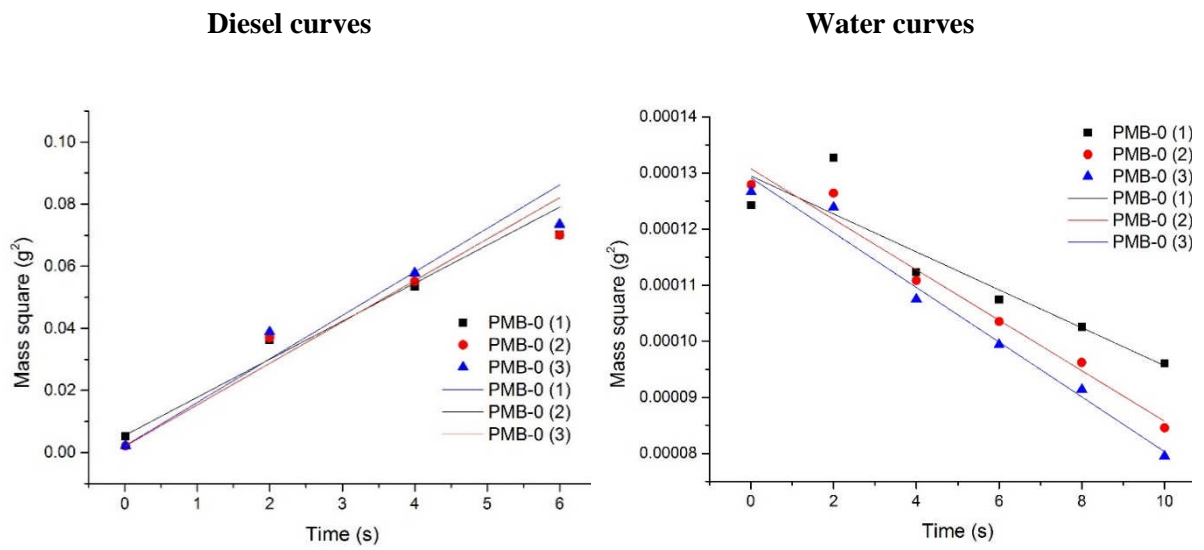 Diesel curves
Water curves
0.10
0.08
0.06
0.04
0.02
0.00
Mass square (g²)
0 1 2 3 4 5 6
Time (s)
PMB-0 (1)
PMB-0 (2)
PMB-0 (3)
PMB-0 (1)
PMB-0 (2)
PMB-0 (3)
0.00014
0.00013
0.00012
0.00011
0.00010
0.00009
0.00008
Mass square (g²)
0 2 4 6 8 10
Time (s)
PMB-0 (1)
PMB-0 (2)
PMB-0 (3)
PMB-0 (1)
PMB-0 (2)
PMB-0 (3)